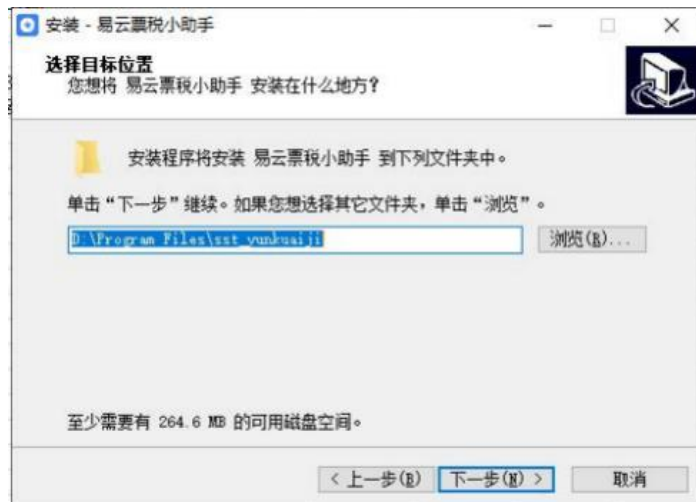 安装 - 易云票税小助手
选择目标位置
您想将 易云票税小助手 安装在什么地方?
安装程序将安装 易云票税小助手 到下列文件夹中。
单击“下一步”继续。如果您想选择其它文件夹，单击“浏览”。
D:\Program Files\sst_yunkuaiji
浏览(R)...
至少需要有 264.6 MB 的可用磁盘空间。
< 上一步(B)
下一步(N) >
取消